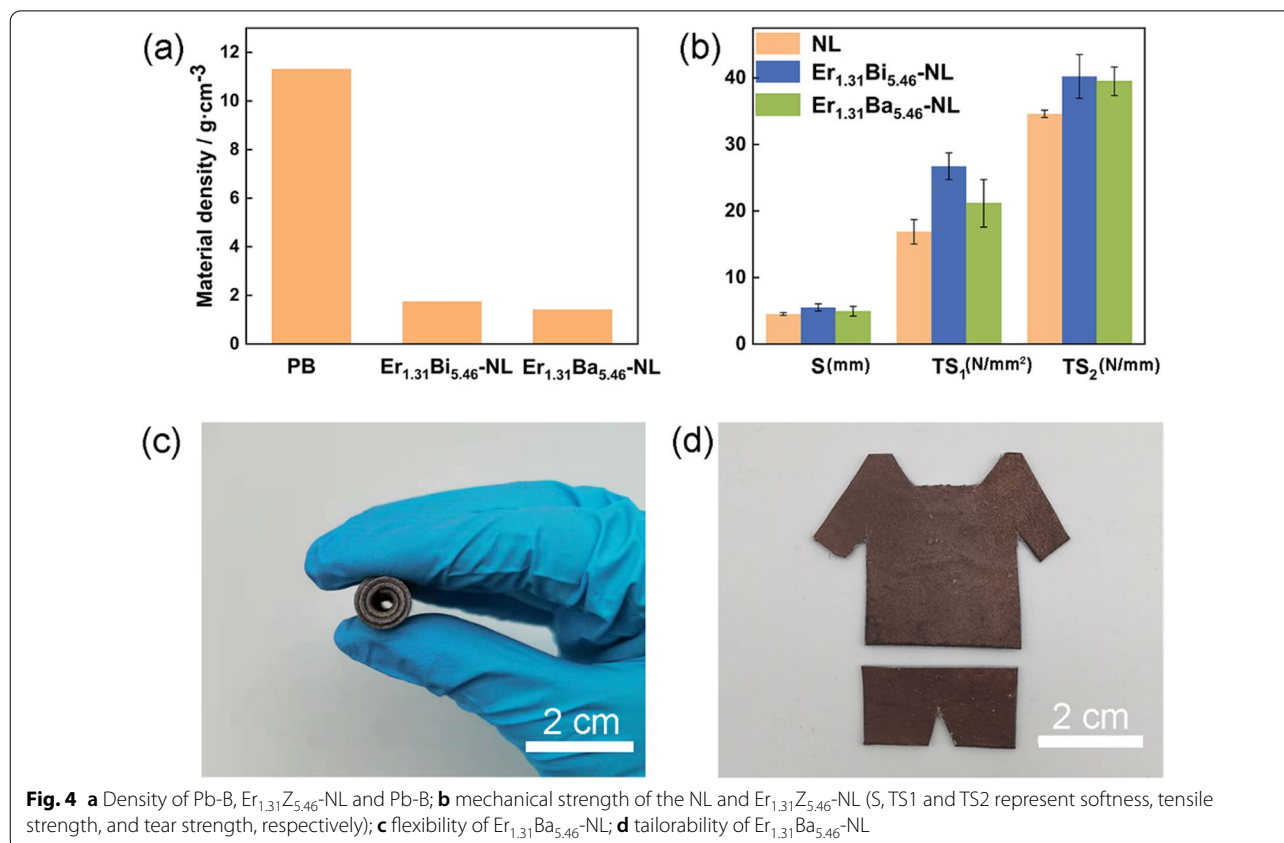 (a)
12
10
8
6
4
2
0
Material density / g·cm⁻³
PB
Er₁.₃₁Bi₅.₄₆-NL
Er₁.₃₁Ba₅.₄₆-NL
(b)
NL
Er₁.₃₁Bi₅.₄₆-NL
Er₁.₃₁Ba₅.₄₆-NL
40
30
20
10
0
S(mm)
TS₁(N/mm²)
TS₂(N/mm)
(c)
2 cm
(d)
2 cm
Fig. 4 a Density of Pb-B, Er₁.₃₁Z₅.₄₆-NL and Pb-B; b mechanical strength of the NL and Er₁.₃₁Z₅.₄₆-NL (S, TS1 and TS2 represent softness, tensile
strength, and tear strength, respectively); c flexibility of Er₁.₃₁Ba₅.₄₆-NL; d tailorability of Er₁.₃₁Ba₅.₄₆-NL